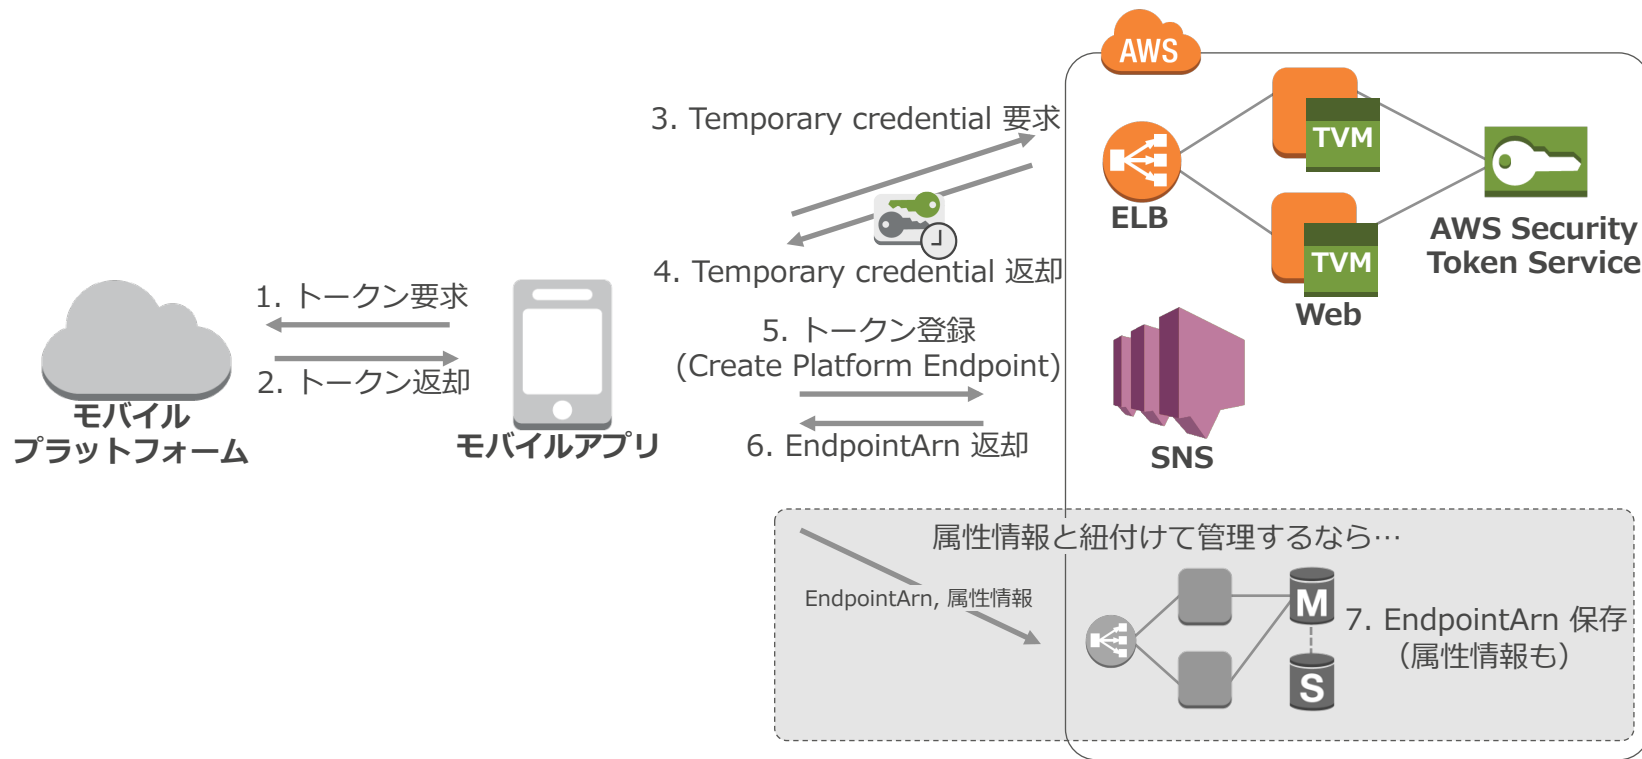 AWS
3. Temporary credential 要求
TVM
ELB
AWS Security
Token Service
TVM
Web
4. Temporary credential 返却
1. トークン要求
2. トークン返却
モバイル
プラットフォーム
モバイルアプリ
5. トークン登録
(Create Platform Endpoint)
6. EndpointArn 返却
SNS
属性情報と紐付けて管理するなら…
EndpointArn, 属性情報
M
S
7. EndpointArn 保存
（属性情報も）